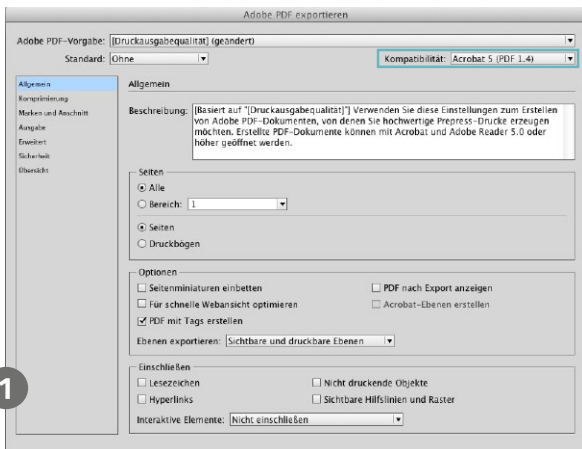 Adobe PDF exportieren
Adobe PDF-Vorgabe: [Druckausgabequalität] (geändert)
Standard: Ohne Kompatibilität: Acrobat 5 (PDF 1.4)
Allgemein
Komprimierung
Marken und Anschnitt
Ausgabe
Erweitert
Sicherheit
Übersicht
Allgemein
Beschreibung: [Basiert auf "[Druckausgabequalität]"] Verwenden Sie diese Einstellungen zum Erstellen
von Adobe PDF-Dokumenten, von denen Sie hochwertige Prepress-Drucke erzeugen
möchten. Erstellte PDF-Dokumente können mit Acrobat und Adobe Reader 5.0 oder
höher geöffnet werden.
Seiten
Alle
Bereich: 1
Seiten
Druckbögen
Optionen
Seitenminiaturen einbetten PDF nach Export anzeigen
Für schnelle Webansicht optimieren Acrobat-Ebenen erstellen
PDF mit Tags erstellen
Ebenen exportieren: Sichtbare und druckbare Ebenen
Einschließen
Lesezeichen Nicht druckende Objekte
Hyperlinks Sichtbare Hilfslinien und Raster
Interaktive Elemente: Nicht einschließen
1